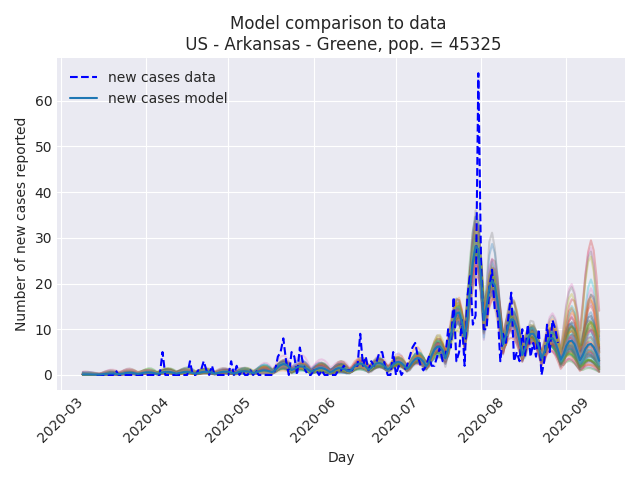 Model comparison to data
US - Arkansas - Greene, pop. = 45325
new cases data
new cases model
Number of new cases reported
60
50
40
30
20
10
0
2020-03
2020-04
2020-05
2020-06
2020-07
2020-08
2020-09
Day